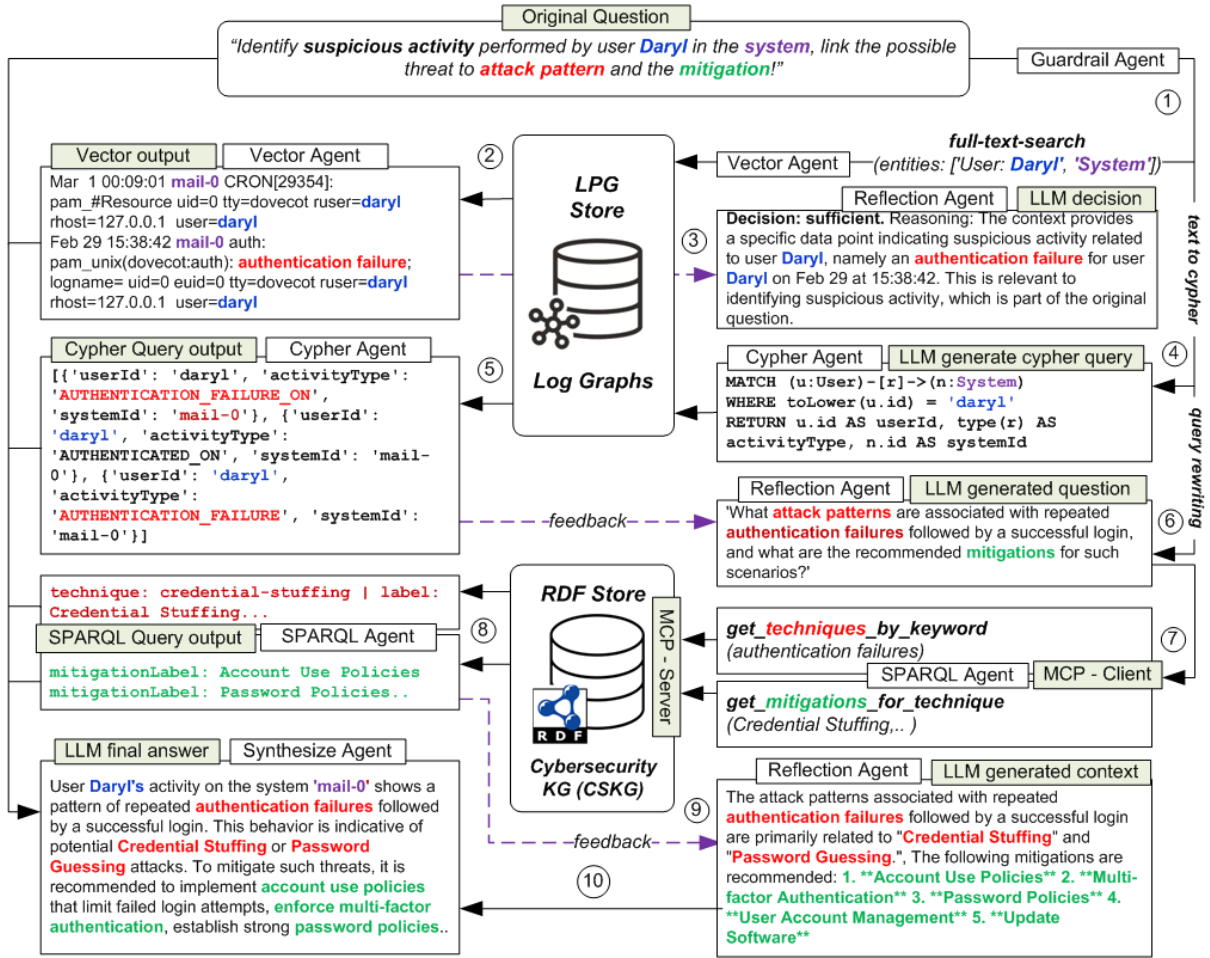 Original Question
“Identify suspicious activity performed by user Daryl in the system, link the possible
threat to attack pattern and the mitigation!”
Guardrail Agent
1
full-text-search
(entities: ['User: Daryl', 'System'])
Vector Agent
Vector output
Vector Agent
2
Mar 1 00:09:01 mail-0 CRON[29354]:
pam_#Resource uid=0 tty=dovecot ruser=daryl
rhost=127.0.0.1 user=daryl
Feb 29 15:38:42 mail-0 auth:
pam_unix(dovecot:auth): authentication failure;
logname= uid=0 euid=0 tty=dovecot ruser=daryl
rhost=127.0.0.1 user=daryl
LPG
Store
Log Graphs
3
Reflection Agent
LLM decision
Decision: sufficient. Reasoning: The context provides
a specific data point indicating suspicious activity related
to user Daryl, namely an authentication failure for user
Daryl on Feb 29 at 15:38:42. This is relevant to
identifying suspicious activity, which is part of the original
question.
text to cypher
Cypher Agent
LLM generate cypher query
4
MATCH (u:User)-[r]->(n:System)
WHERE toLower(u.id) = 'daryl'
RETURN u.id AS userId, type(r) AS
activityType, n.id AS systemId
Cypher Query output
Cypher Agent
5
[{'userId': 'daryl', 'activityType':
'AUTHENTICATION_FAILURE_ON',
'systemId': 'mail-0'}, {'userId':
'daryl', 'activityType':
'AUTHENTICATED_ON', 'systemId': 'mail-
0'}, {'userId': 'daryl',
'activityType':
'AUTHENTICATION_FAILURE', 'systemId':
'mail-0'}]
feedback
query rewriting
Reflection Agent
LLM generated question
6
'What attack patterns are associated with repeated
authentication failures followed by a successful login,
and what are the recommended mitigations for such
scenarios?'
7
get_techniques_by_keyword
(authentication failures)
SPARQL Agent
MCP - Client
get_mitigations_for_technique
(Credential Stuffing,.. )
RDF Store
MCP - Server
RDF
Cybersecurity
KG (CSKG)
8
technique: credential-stuffing | label:
Credential Stuffing...
SPARQL Query output
SPARQL Agent
mitigationLabel: Account Use Policies
mitigationLabel: Password Policies..
feedback
9
Reflection Agent
LLM generated context
The attack patterns associated with repeated
authentication failures followed by a successful login
are primarily related to "Credential Stuffing" and
"Password Guessing.", The following mitigations are
recommended: 1. **Account Use Policies** 2. **Multi-
factor Authentication** 3. **Password Policies** 4.
**User Account Management** 5. **Update
Software**
10
LLM final answer
Synthesize Agent
User Daryl's activity on the system 'mail-0' shows a
pattern of repeated authentication failures followed
by a successful login. This behavior is indicative of
potential Credential Stuffing or Password
Guessing attacks. To mitigate such threats, it is
recommended to implement account use policies
that limit failed login attempts, enforce multi-factor
authentication, establish strong password policies..